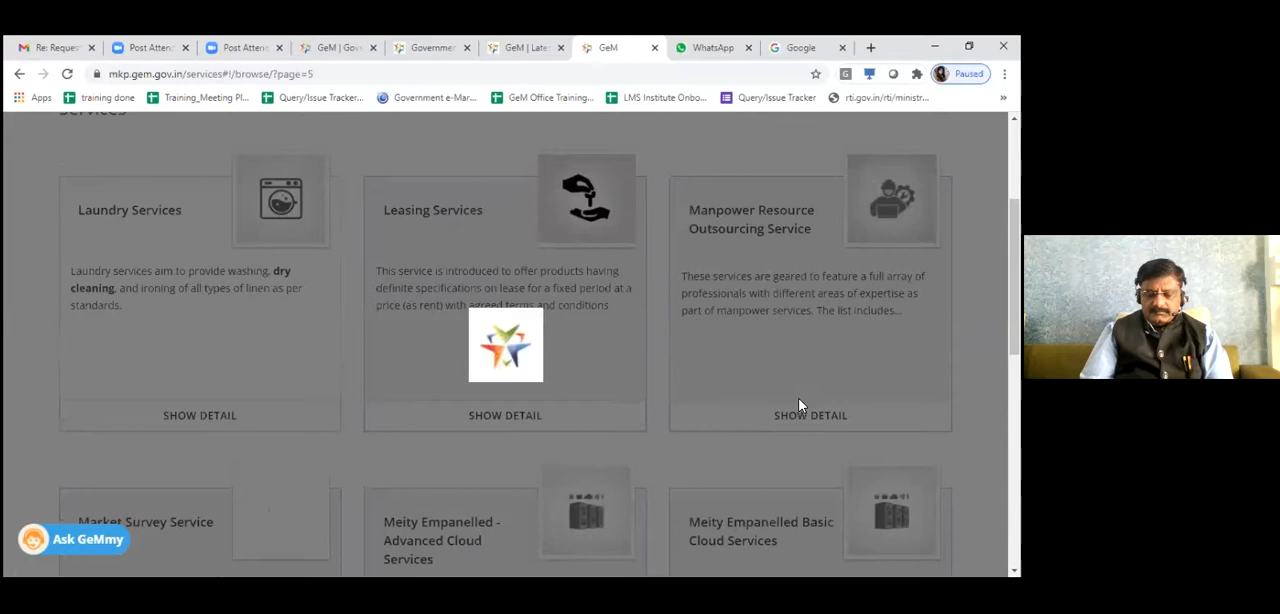 Re: Reques
Post Attend
Post Attend
GeM | Gov
Governmen
GeM | Late
GeM
WhatsApp
Google
mkp.gem.gov.in/services#!/browse/?page=5
Paused
Apps
training done
Training_Meeting Pl...
Query/Issue Tracker...
Government e-Mar...
GeM Office Training...
LMS Institute Onbo...
Query/Issue Tracker
rti.gov.in/rti/ministr...
Services
Laundry Services
Laundry services aim to provide washing, dry
cleaning, and ironing of all types of linen as per
standards.
SHOW DETAIL
Leasing Services
This service is introduced to offer products having
definite specifications on lease for a fixed period at a
price (as rent) with agreed terms and conditions
SHOW DETAIL
Manpower Resource
Outsourcing Service
These services are geared to feature a full array of
professionals with different areas of expertise as
part of manpower services. The list includes...
SHOW DETAIL
Market Survey Service
Meity Empanelled -
Advanced Cloud
Services
Meity Empanelled Basic
Cloud Services
Ask GeMmy